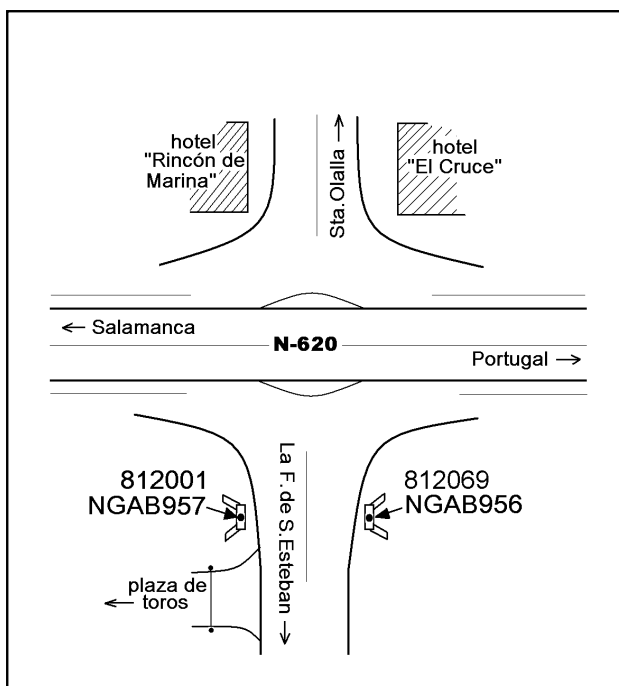 hotel
"Rincón de
Marina"
Sta.Olalla
hotel
"El Cruce"
← Salamanca
N-620
Portugal →
La F. de S.Esteban
812001
NGAB957
812069
NGAB956
plaza de
toros